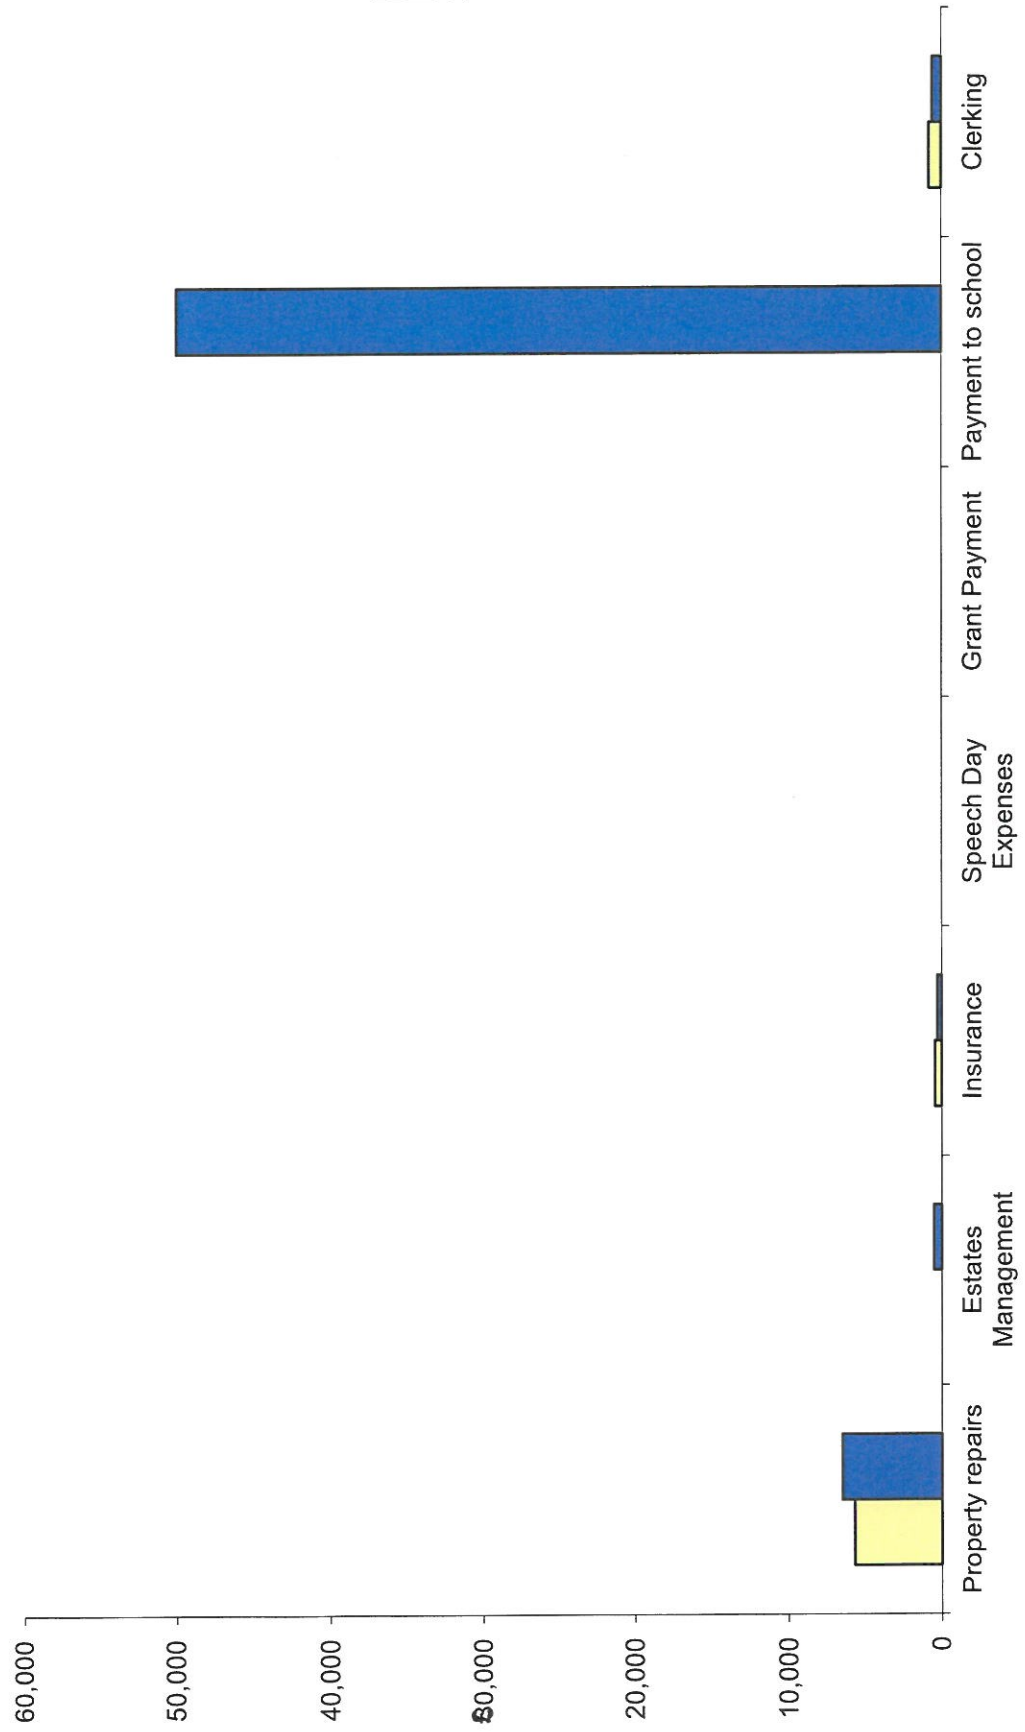 60,000
50,000
40,000
30,000
£
20,000
10,000
0
Property repairs
Estates
Management
Insurance
Speech Day
Expenses
Grant Payment
Payment to school
Clerking